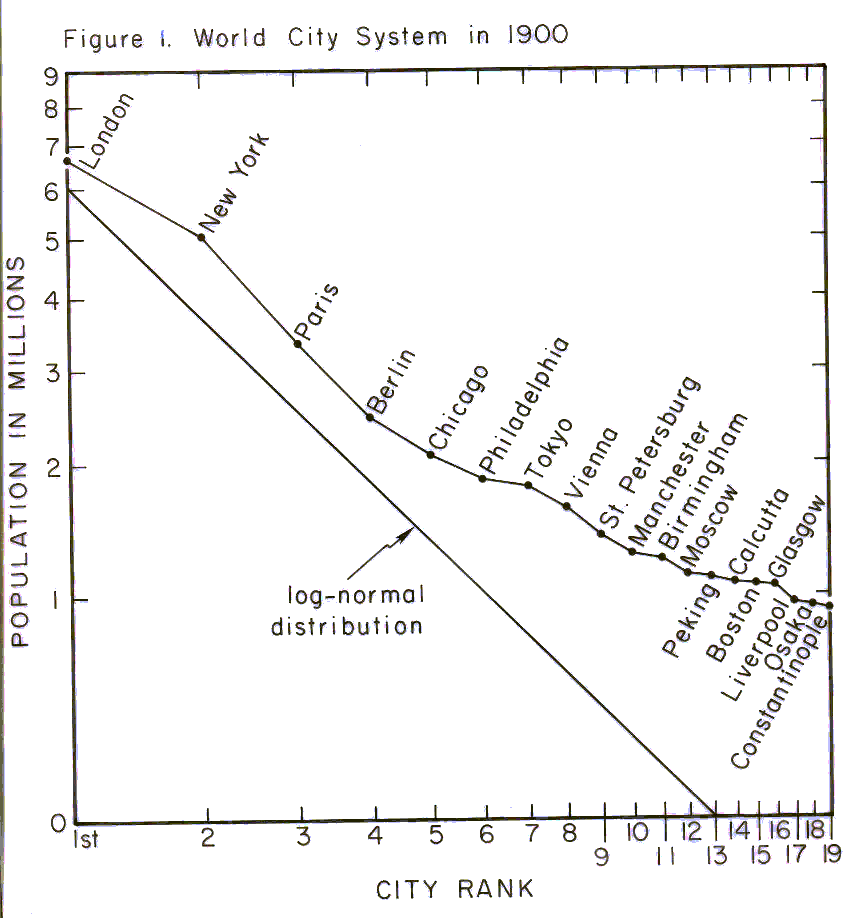 Figure 1. World City System in 1900
POPULATION IN MILLIONS
9
8
7
6
5
4
3
2
1
0
London
New York
Paris
Berlin
Chicago
Philadelphia
Tokyo
Vienna
St. Petersburg
Manchester
Birmingham
Moscow
Peking
Calcutta
Boston
Glasgow
Liverpool
Osaka
Constantinople
log-normal
distribution
1st 2 3 4 5 6 7 8 10 12 14 16 18
9 11 13 15 17 19
CITY RANK